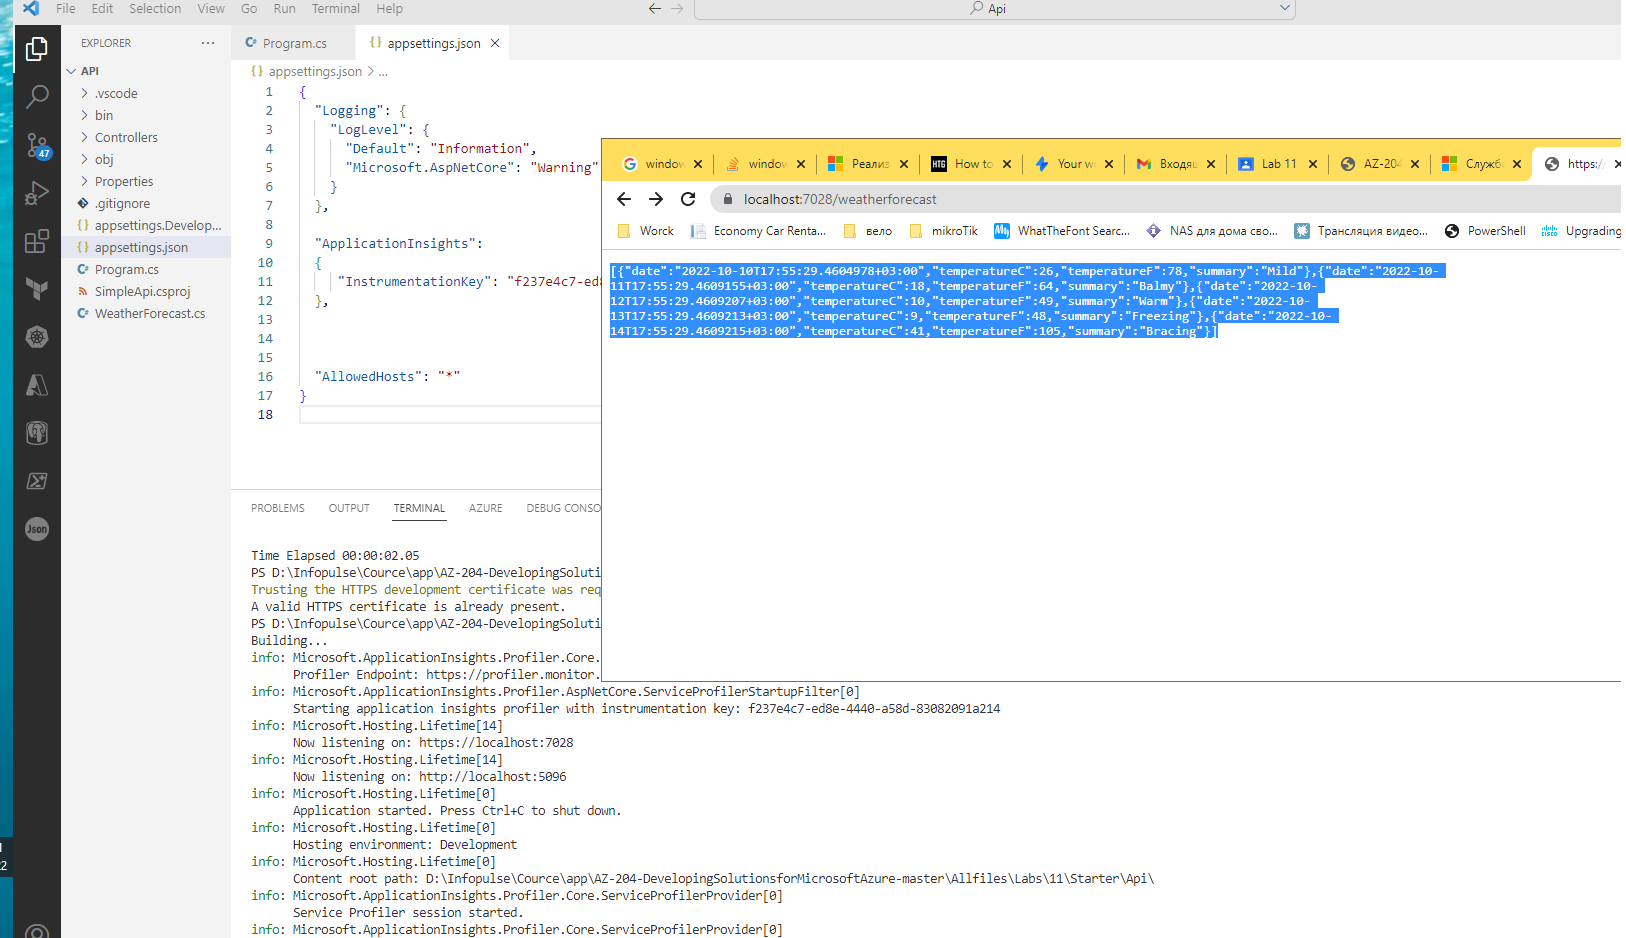 File Edit Selection View Go Run Terminal Help
Api
EXPLORER
Program.cs
appsettings.json
API
.vscode
bin
Controllers
obj
Properties
.gitignore
appsettings.Develop...
appsettings.json
Program.cs
SimpleApi.csproj
WeatherForecast.cs
47
Json
22
appsettings.json > ...
1 {
2 "Logging": {
3 "LogLevel": {
4 "Default": "Information",
5 "Microsoft.AspNetCore": "Warning"
6 }
7 },
8
9 "ApplicationInsights":
10 {
11 "InstrumentationKey": "f237e4c7-ed8
12 },
13
14
15
16 "AllowedHosts": "*"
17 }
18
window
window
Реализ
HTG How to
Your w
Входящ
Lab 11
AZ-204
Служб
https://
localhost:7028/weatherforecast
Worck
Economy Car Renta...
вело
mikroTik
My WhatTheFont Searc...
NAS для дома сво...
Трансляция видео...
PowerShell
cisco Upgrading
[{"date":"2022-10-10T17:55:29.4604978+03:00","temperatureC":26,"temperatureF":78,"summary":"Mild"},{"date":"2022-10-
11T17:55:29.4609155+03:00","temperatureC":18,"temperatureF":64,"summary":"Balmy"},{"date":"2022-10-
12T17:55:29.4609207+03:00","temperatureC":10,"temperatureF":49,"summary":"Warm"},{"date":"2022-10-
13T17:55:29.4609213+03:00","temperatureC":9,"temperatureF":48,"summary":"Freezing"},{"date":"2022-10-
14T17:55:29.4609215+03:00","temperatureC":41,"temperatureF":105,"summary":"Bracing"}]
PROBLEMS OUTPUT TERMINAL AZURE DEBUG CONSO
Time Elapsed 00:00:02.05
PS D:\Infopulse\Cource\app\AZ-204-DevelopingSoluti
Trusting the HTTPS development certificate was req
A valid HTTPS certificate is already present.
PS D:\Infopulse\Cource\app\AZ-204-DevelopingSoluti
Building...
info: Microsoft.ApplicationInsights.Profiler.Core.
Profiler Endpoint: https://profiler.monitor.
info: Microsoft.ApplicationInsights.Profiler.AspNetCore.ServiceProfilerStartupFilter[0]
Starting application insights profiler with instrumentation key: f237e4c7-ed8e-4440-a58d-83082091a214
info: Microsoft.Hosting.Lifetime[14]
Now listening on: https://localhost:7028
info: Microsoft.Hosting.Lifetime[14]
Now listening on: http://localhost:5096
info: Microsoft.Hosting.Lifetime[0]
Application started. Press Ctrl+C to shut down.
info: Microsoft.Hosting.Lifetime[0]
Hosting environment: Development
info: Microsoft.Hosting.Lifetime[0]
Content root path: D:\Infopulse\Cource\app\AZ-204-DevelopingSolutionsforMicrosoftAzure-master\Allfiles\Labs\11\Starter\Api\
info: Microsoft.ApplicationInsights.Profiler.Core.ServiceProfilerProvider[0]
Service Profiler session started.
info: Microsoft.ApplicationInsights.Profiler.Core.ServiceProfilerProvider[0]